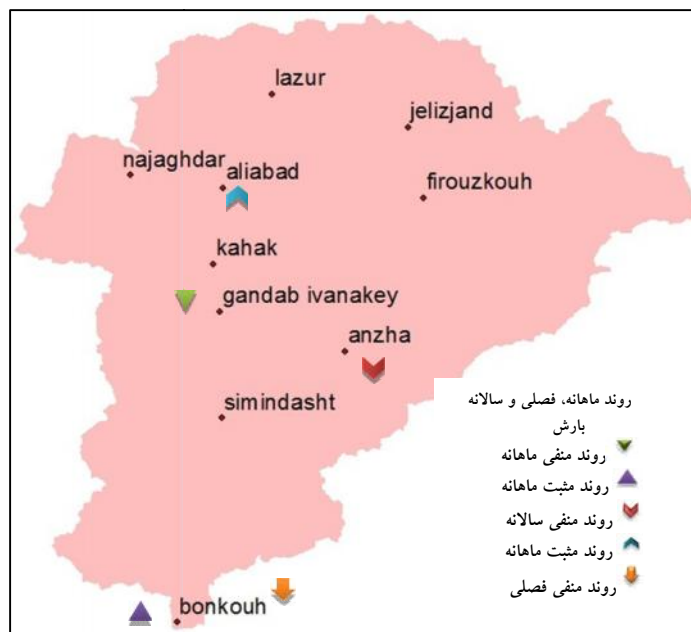 lazur
jelizjand
najaghdar
aliabad
firouzkouh
kahak
gandab ivanakey
anzha
simindasht
روند ماهانه، فصلی و سالانه
بارش
روند منفی ماهانه
روند مثبت ماهانه
روند منفی سالانه
روند مثبت ماهانه
روند منفی فصلی
bonkouh